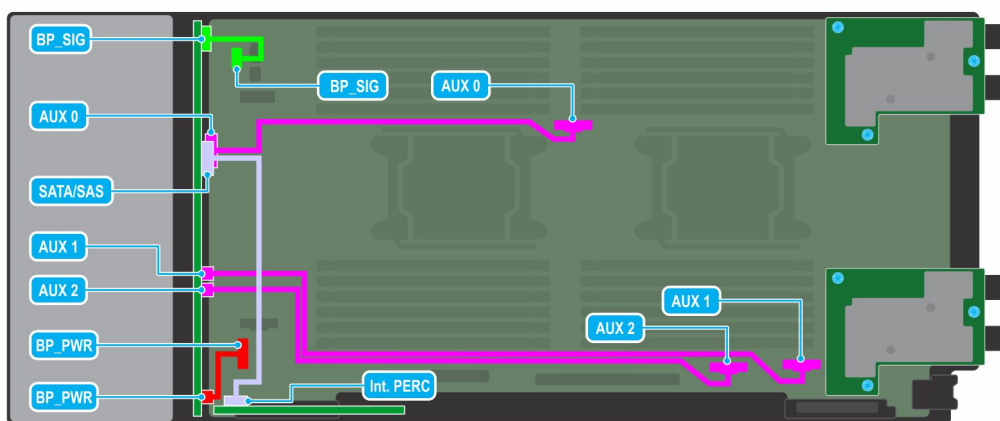 BP_SIG
BP_SIG
AUX 0
AUX 0
SATA/SAS
AUX 1
AUX 2
AUX 1
AUX 2
BP_PWR
Int. PERC
BP_PWR